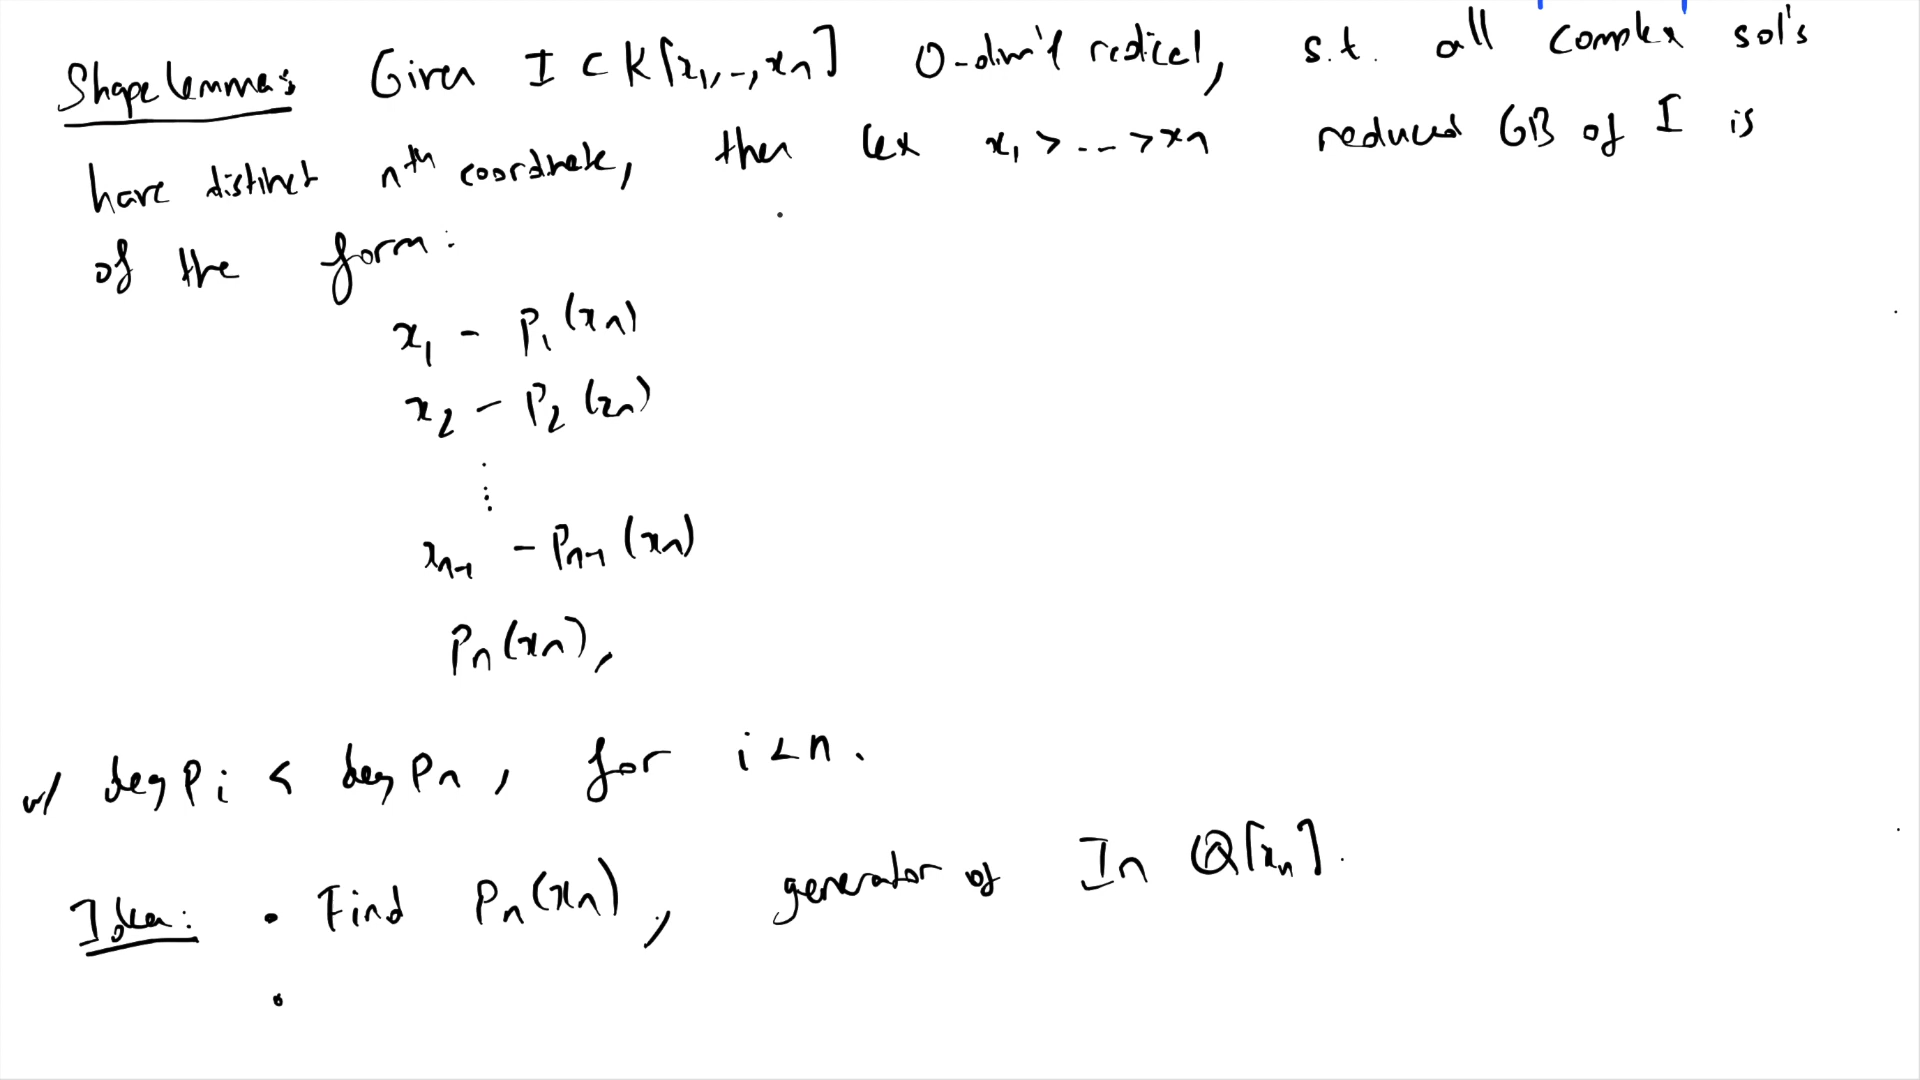 Shape lemma: Given I ⊂ K[x₁,..,xₙ] 0-dim'l radical, s.t. all 'complex' sol's
have distinct nᵗʰ coordinate, then lex x₁ > ... > xₙ reduced GB of I is
of the form:
x₁ - P₁(xₙ)
x₂ - P₂(xₙ)
⋮
xₙ₋₁ - Pₙ₋₁(xₙ)
Pₙ(xₙ),
w/ deg Pᵢ < deg Pₙ, for i < n.
Idea: • Find Pₙ(xₙ), generator of I ∩ ℚ[xₙ].
•